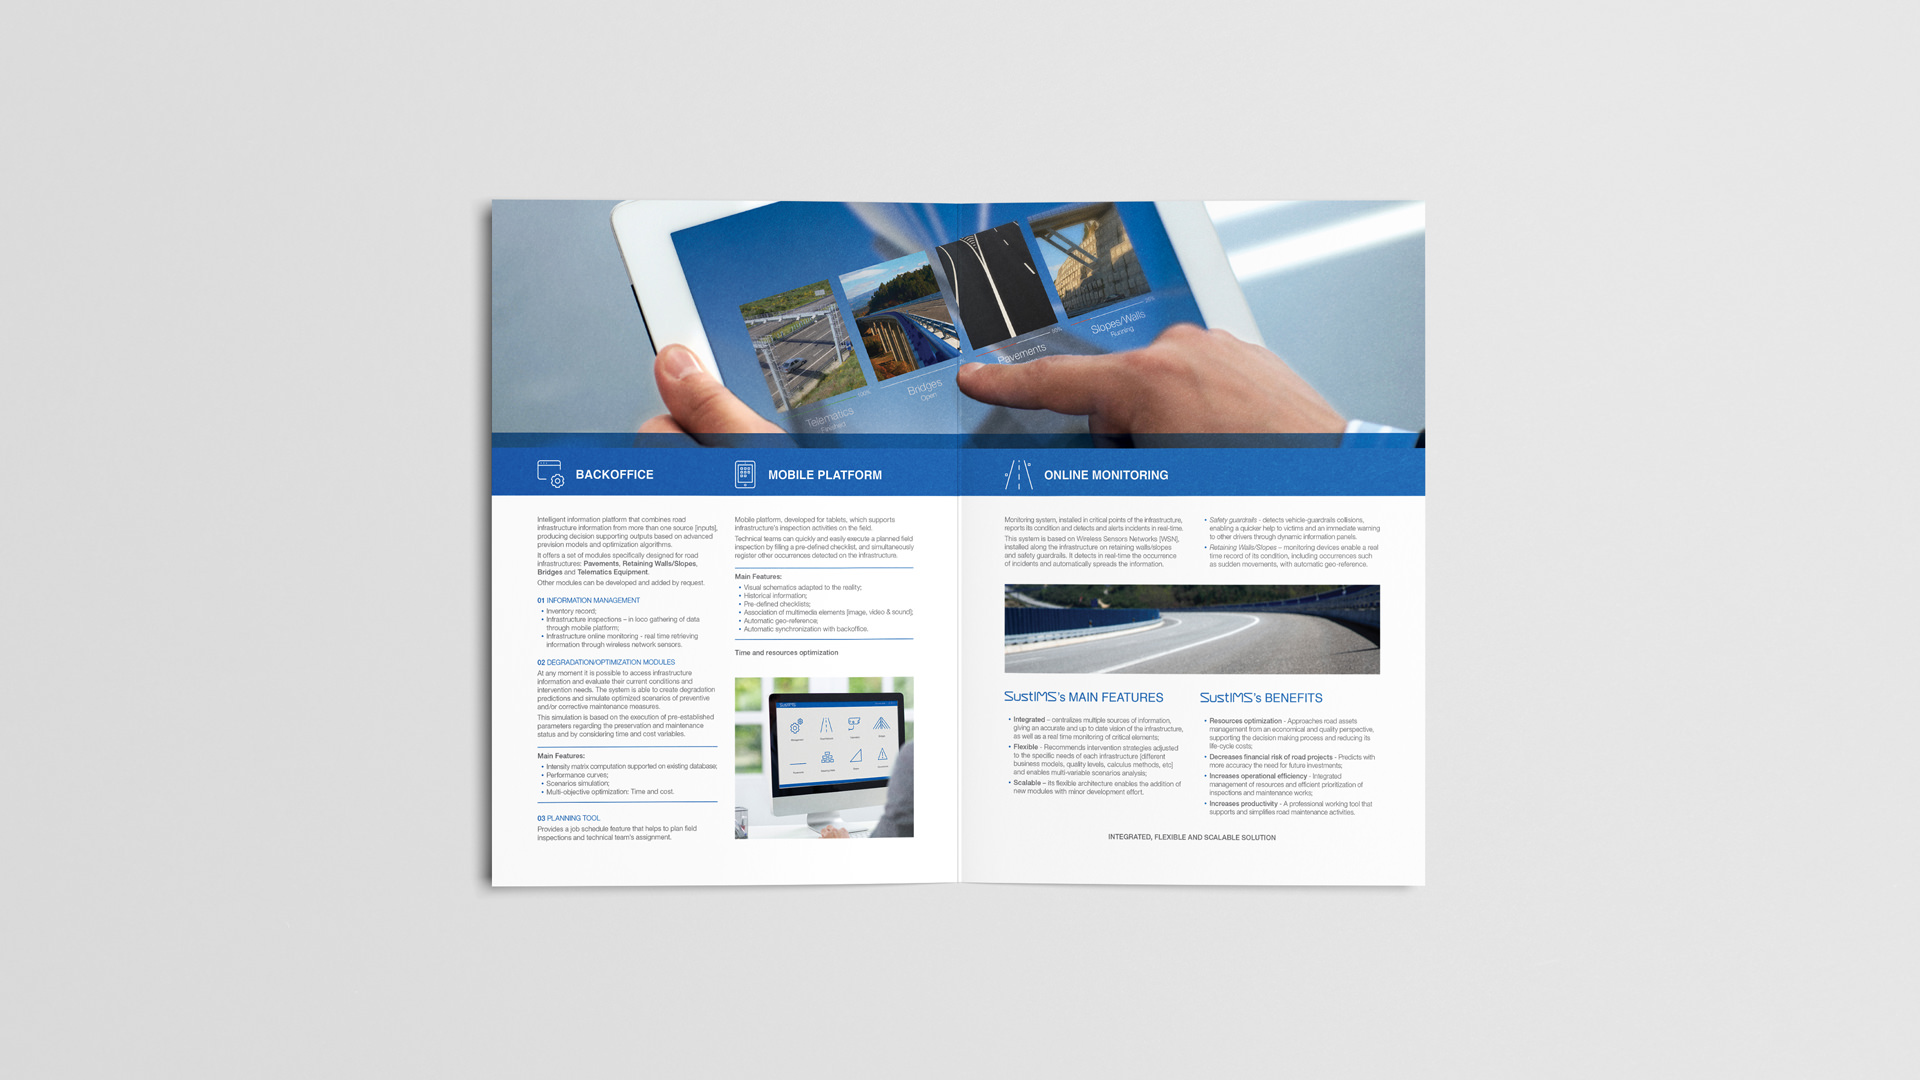 Telematics
Finished
100%
Bridges
Open
Pavements
95%
Slopes/Walls
Running
BACKOFFICE
MOBILE PLATFORM
ONLINE MONITORING
Intelligent information platform that combines road
infrastructure information from more than one source [inputs],
producing decision supporting outputs based on advanced
prevision models and optimization algorithms.
It offers a set of modules specifically designed for road
infrastructures: Pavements, Retaining Walls/Slopes,
Bridges and Telematics Equipment.
Other modules can be developed and added by request.
01 INFORMATION MANAGEMENT
• Inventory record;
• Infrastructure inspections – in loco gathering of data
through mobile platform;
• Infrastructure online monitoring - real time retrieving
information through wireless network sensors.
02 DEGRADATION/OPTIMIZATION MODULES
At any moment it is possible to access infrastructure
information and evaluate their current conditions and
intervention needs. The system is able to create degradation
predictions and simulate optimized scenarios of preventive
and/or corrective maintenance measures.
This simulation is based on the execution of pre-established
parameters regarding the preservation and maintenance
status and by considering time and cost variables.
Main Features:
• Intensity matrix computation supported on existing database;
• Performance curves;
• Scenarios simulation;
• Multi-objective optimization: Time and cost.
03 PLANNING TOOL
Provides a job schedule feature that helps to plan field
inspections and technical team's assignment.
Mobile platform, developed for tablets, which supports
infrastructure's inspection activities on the field.
Technical teams can quickly and easily execute a planned field
inspection by filling a pre-defined checklist, and simultaneously
register other occurrences detected on the infrastructure.
Main Features:
• Visual schematics adapted to the reality;
• Historical information;
• Pre-defined checklists;
• Association of multimedia elements [image, video & sound];
• Automatic geo-reference;
• Automatic synchronization with backoffice.
Time and resources optimization
SustIMS
Monitoring system, installed in critical points of the infrastructure,
reports its condition and detects and alerts incidents in real-time.
This system is based on Wireless Sensors Networks [WSN],
installed along the infrastructure on retaining walls/slopes
and safety guardrails. It detects in real-time the occurrence
of incidents and automatically spreads the information.
• Safety guardrails - detects vehicle-guardrails collisions,
enabling a quicker help to victims and an immediate warning
to other drivers through dynamic information panels.
• Retaining Walls/Slopes – monitoring devices enable a real
time record of its condition, including occurrences such
as sudden movements, with automatic geo-reference.
SustIMS's MAIN FEATURES
• Integrated – centralizes multiple sources of information,
giving an accurate and up to date vision of the infrastructure,
as well as a real time monitoring of critical elements;
• Flexible - Recommends intervention strategies adjusted
to the specific needs of each infrastructure [different
business models, quality levels, calculus methods, etc]
and enables multi-variable scenarios analysis;
• Scalable – its flexible architecture enables the addition of
new modules with minor development effort.
SustIMS's BENEFITS
• Resources optimization - Approaches road assets
management from an economical and quality perspective,
supporting the decision making process and reducing its
life-cycle costs;
• Decreases financial risk of road projects - Predicts with
more accuracy the need for future investments;
• Increases operational efficiency - Integrated
management of resources and efficient prioritization of
inspections and maintenance works;
• Increases productivity - A professional working tool that
supports and simplifies road maintenance activities.
INTEGRATED, FLEXIBLE AND SCALABLE SOLUTION